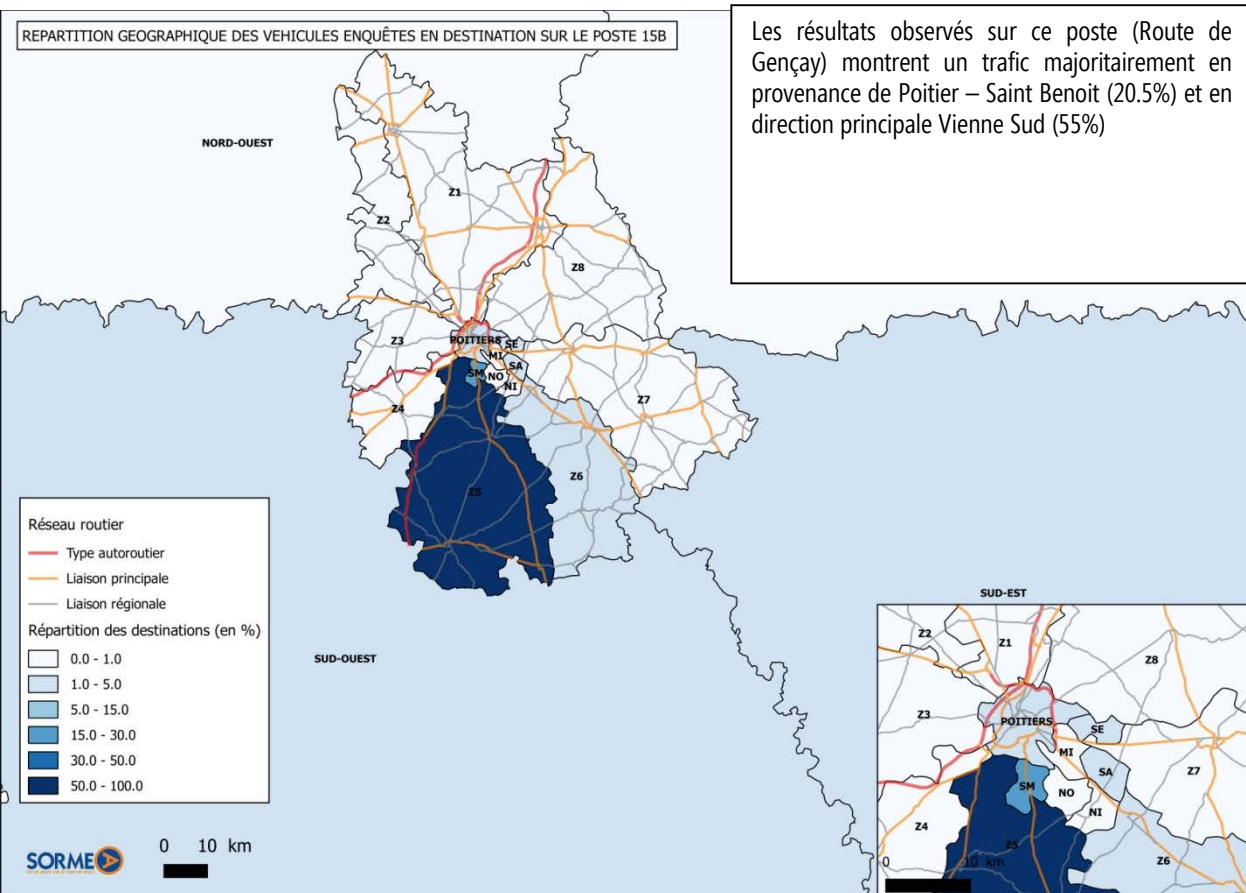 REPARTITION GEOGRAPHIQUE DES VEHICULES ENQUÊTES EN DESTINATION SUR LE POSTE 15B
Les résultats observés sur ce poste (Route de
Gençay) montrent un trafic majoritairement en
provenance de Poitier – Saint Benoit (20.5%) et en
direction principale Vienne Sud (55%)
NORD-OUEST
Z1
Z2
Z8
Z3
POITIERS
SE
MI
SA
SM
NO
NI
Z4
Z7
Z5
Z6
SUD-OUEST
SUD-EST
Réseau routier
Type autoroutier
Liaison principale
Liaison régionale
Répartition des destinations (en %)
0.0 - 1.0
1.0 - 5.0
5.0 - 15.0
15.0 - 30.0
30.0 - 50.0
50.0 - 100.0
SORMEA
0 10 km
Z2
Z1
Z8
Z3
POITIERS
SE
MI
SA
Z7
SM
NO
NI
Z4
Z5
Z6
0 10 km